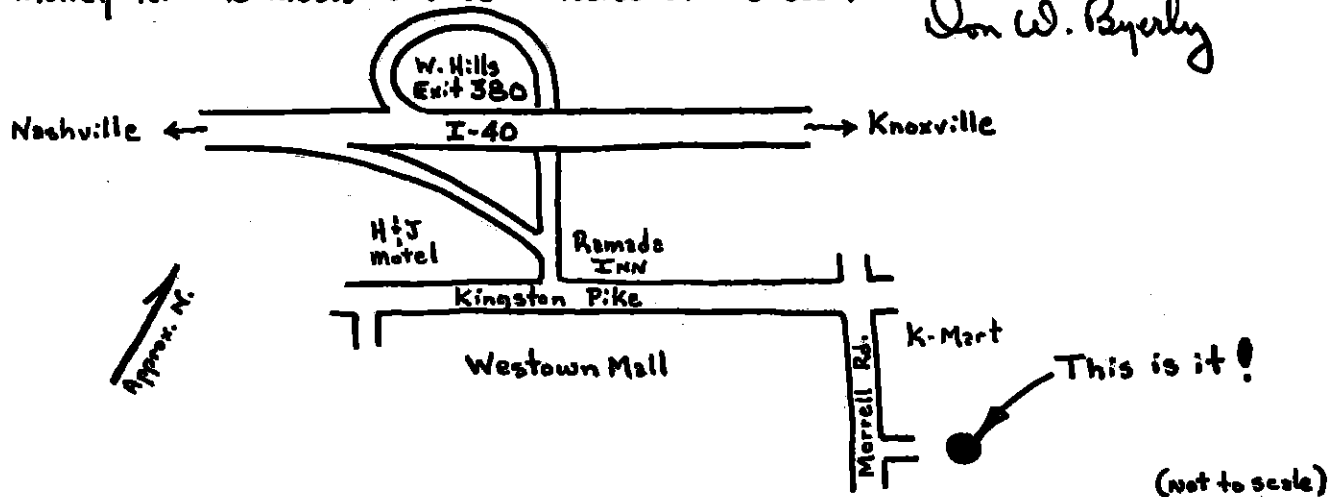 Don W. Byerly
W. Hills
Exit 380
Nashville
I-40
Knoxville
H & J
motel
Ramada
INN
Kingston Pike
Approx. N.
Westown Mall
Morrell Rd.
K-Mart
This is it!
(not to scale)